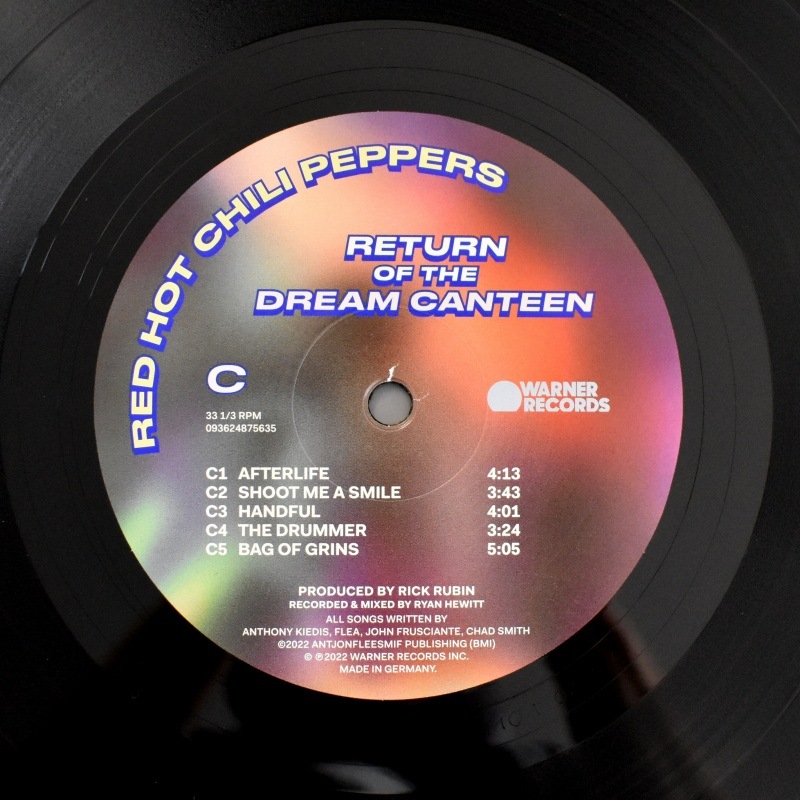 RED HOT CHILI PEPPERS
RETURN
OF THE
DREAM CANTEEN
C
33 1/3 RPM
093624875635
WARNER
RECORDS
C1 AFTERLIFE 4:13
C2 SHOOT ME A SMILE 3:43
C3 HANDFUL 4:01
C4 THE DRUMMER 3:24
C5 BAG OF GRINS 5:05
PRODUCED BY RICK RUBIN
RECORDED & MIXED BY RYAN HEWITT
ALL SONGS WRITTEN BY
ANTHONY KIEDIS, FLEA, JOHN FRUSCIANTE, CHAD SMITH
©2022 ANTJONFLEESMIF PUBLISHING (BMI)
© ℗2022 WARNER RECORDS INC.
MADE IN GERMANY.